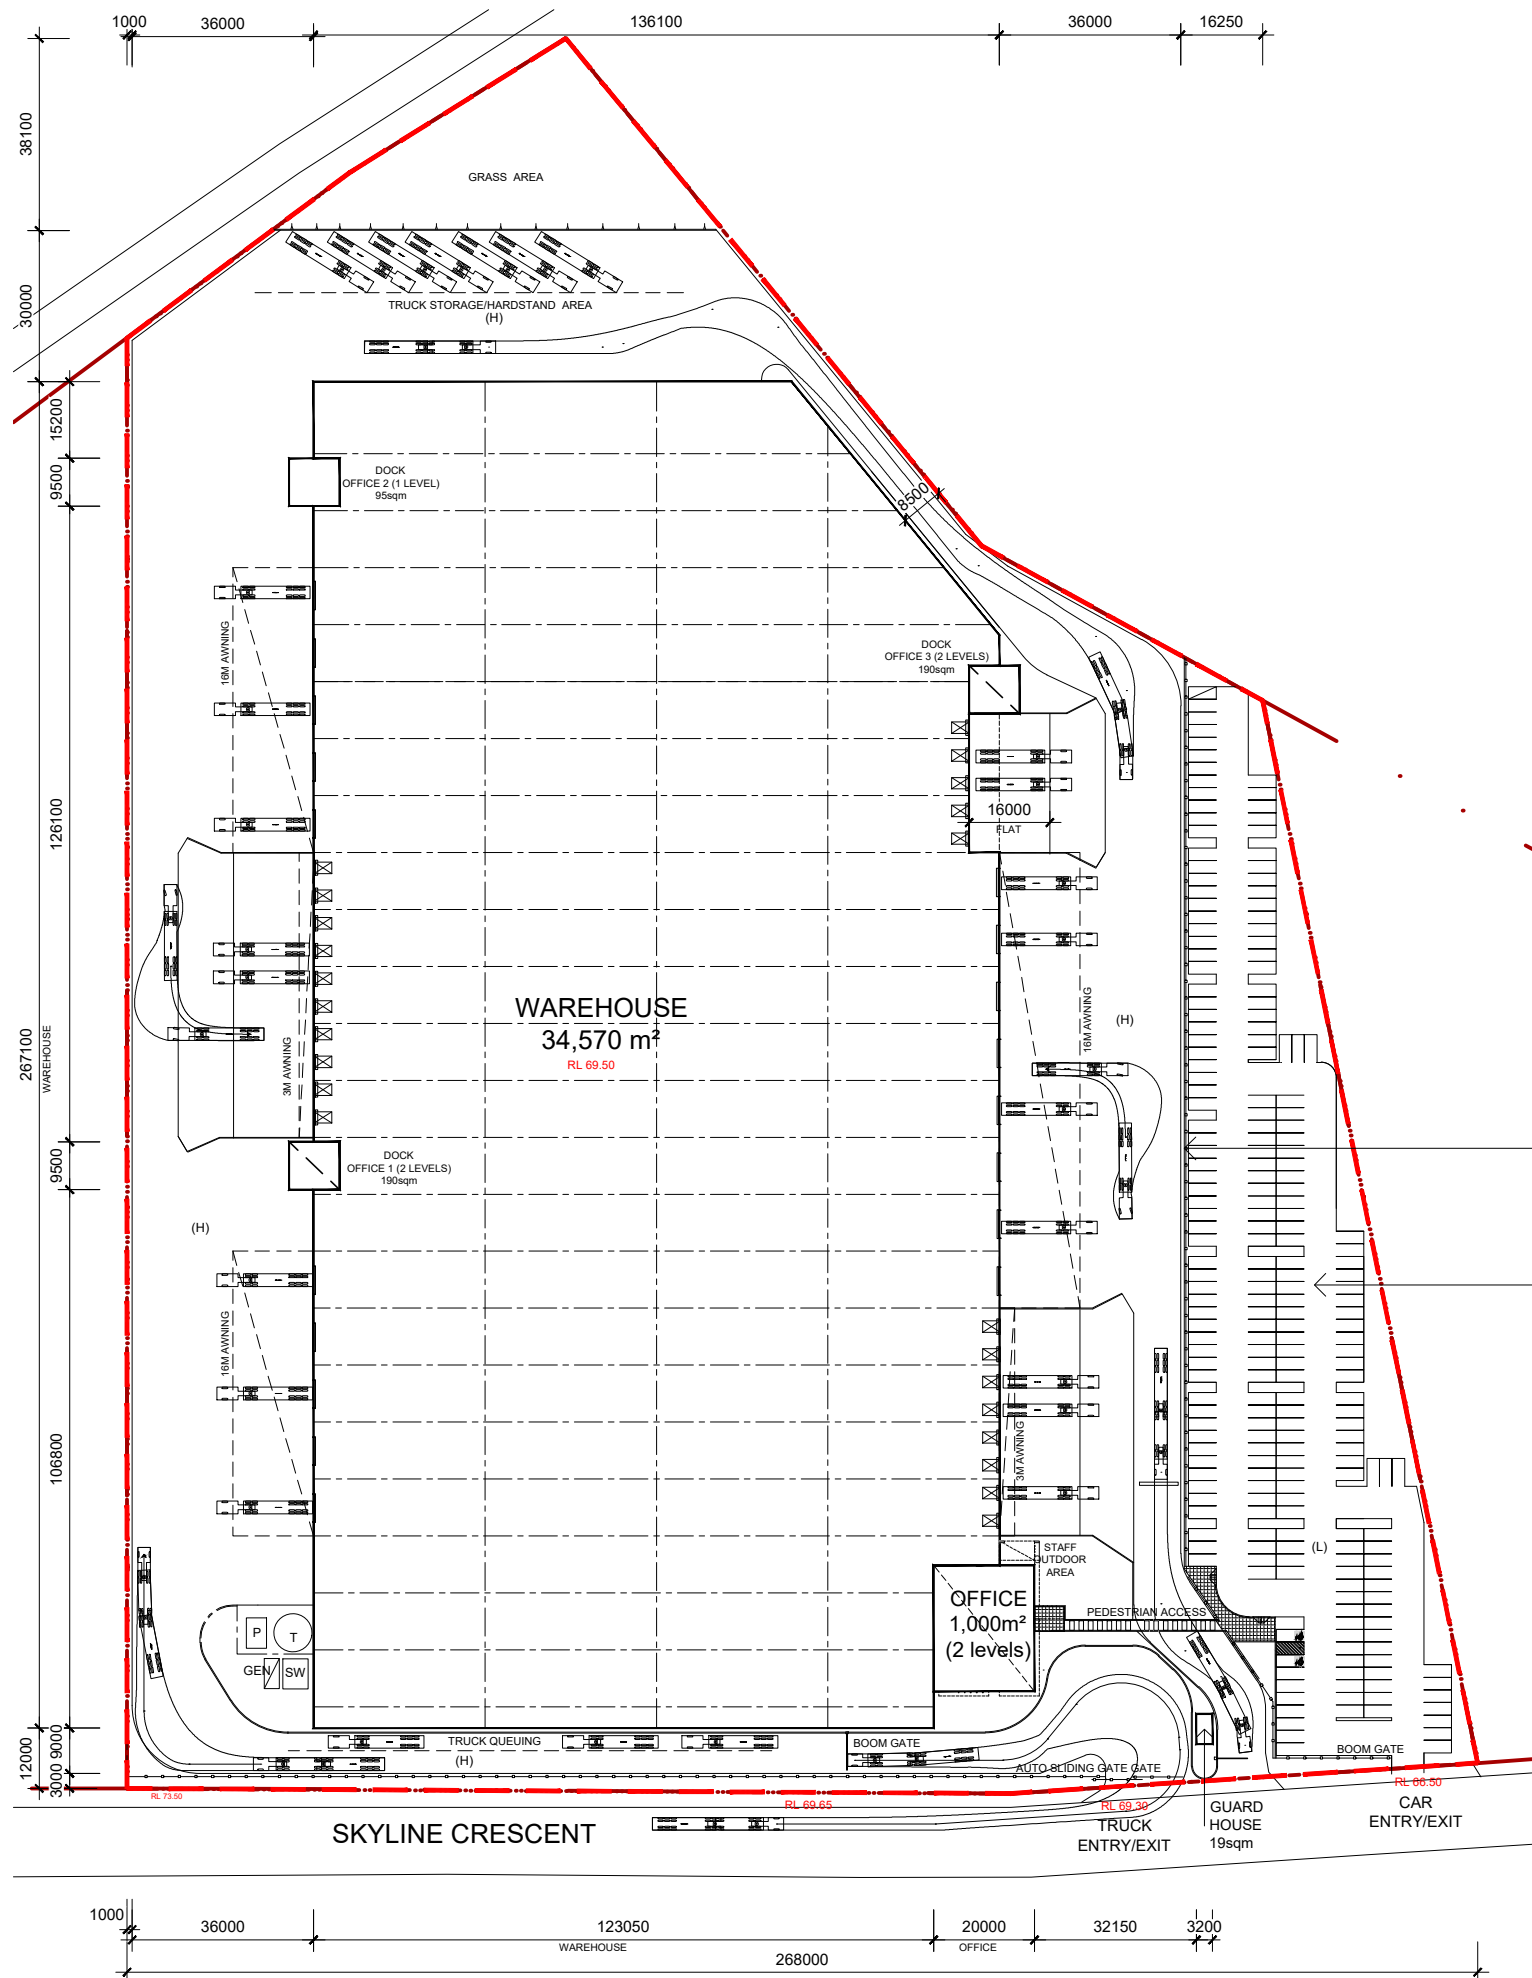 1000
36000
136100
36000
16250
38100
GRASS AREA
30000
TRUCK STORAGE/HARDSTAND AREA
(H)
15200
9500
DOCK
OFFICE 2 (1 LEVEL)
95sqm
8500
16M AWNING
DOCK
OFFICE 3 (2 LEVELS)
190sqm
126100
16000
FLAT
267100
WAREHOUSE
WAREHOUSE
34,570 m²
RL 69.50
3M AWNING
16M AWNING
(H)
9500
DOCK
OFFICE 1 (2 LEVELS)
190sqm
(H)
16M AWNING
106800
3M AWNING
STAFF
OUTDOOR
AREA
(L)
OFFICE
1,000m²
(2 levels)
PEDESTRIAN ACCESS
P
T
GEN
SW
12000
9000
3000
TRUCK QUEUING
(H)
BOOM GATE
BOOM GATE
AUTO SLIDING GATE GATE
RL 73.50
RL 69.65
RL 69.30
RL 66.50
SKYLINE CRESCENT
TRUCK
ENTRY/EXIT
GUARD
HOUSE
19sqm
CAR
ENTRY/EXIT
1000
36000
123050
WAREHOUSE
20000
OFFICE
32150
3200
268000